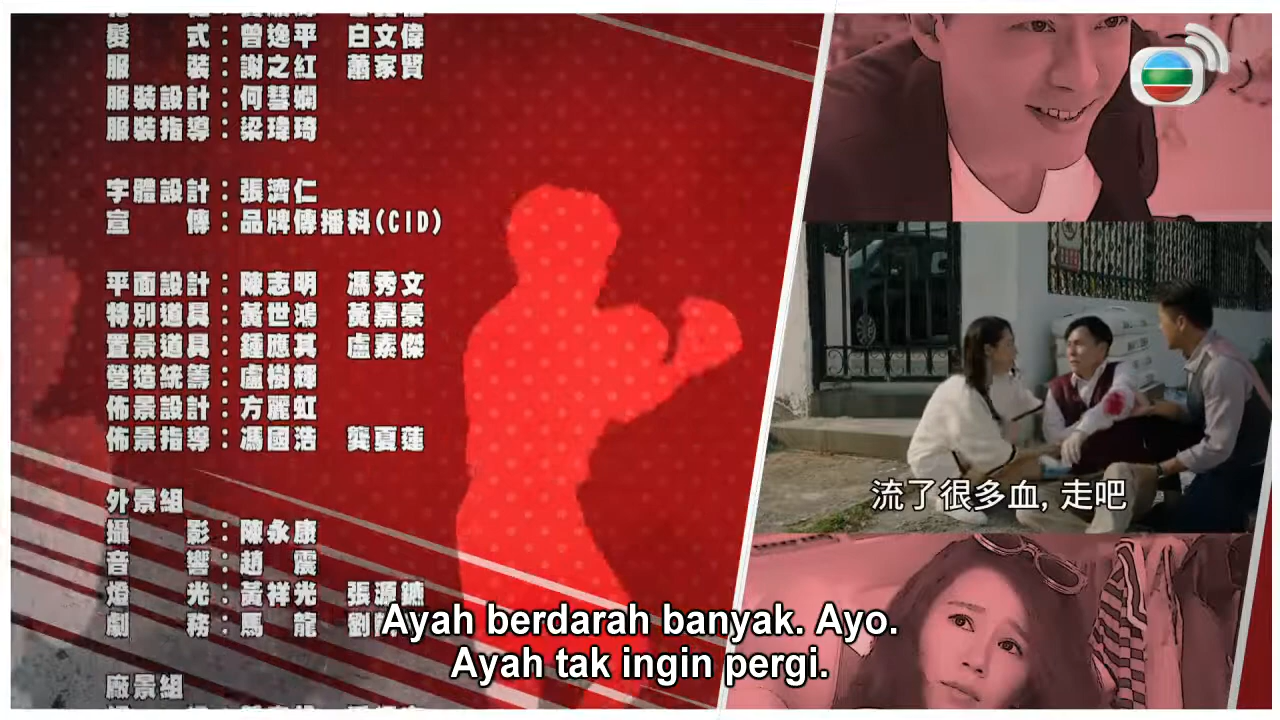 髮 式：曾逸平 白文偉
服 裝：謝之紅 蕭家賢
服裝設計：何彗嫻
服裝指導：梁瑋琦
字體設計：張濟仁
宣 傳：品牌傳播科(CID)
平面設計：陳志明 馮秀文
特別道具：黃世鴻 黃嘉豪
置景道具：鍾應其 盧素傑
營造統籌：盧樹輝
佈景設計：方麗虹
佈景指導：馮國浩 龔夏蓮
外景組
攝 影：陳永康
音 響：趙 震
燈 光：黃祥光 張源鏣
劇 務：馬 龍 劉
廠景組
流了很多血, 走吧
Ayah berdarah banyak. Ayo.
Ayah tak ingin pergi.